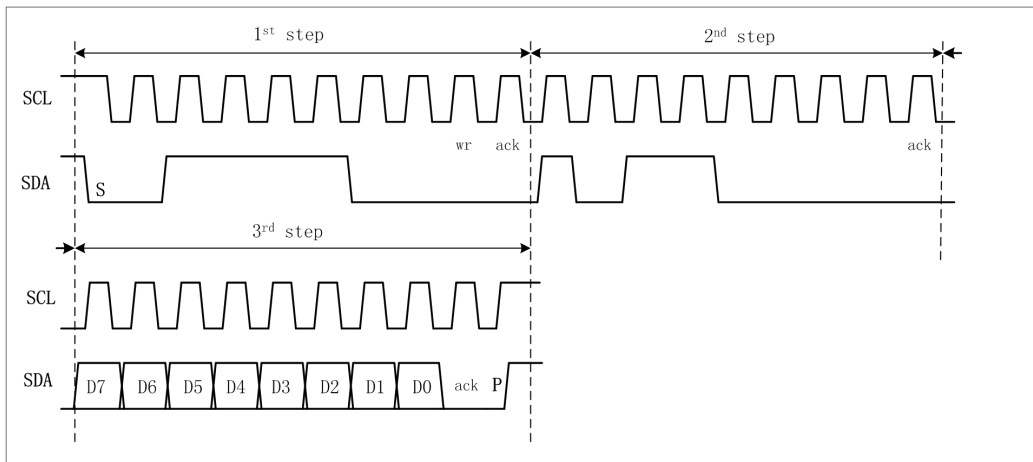 1st step 2nd step
SCL
wr ack ack
SDA S
3rd step
SCL
SDA D7 D6 D5 D4 D3 D2 D1 D0 ack P